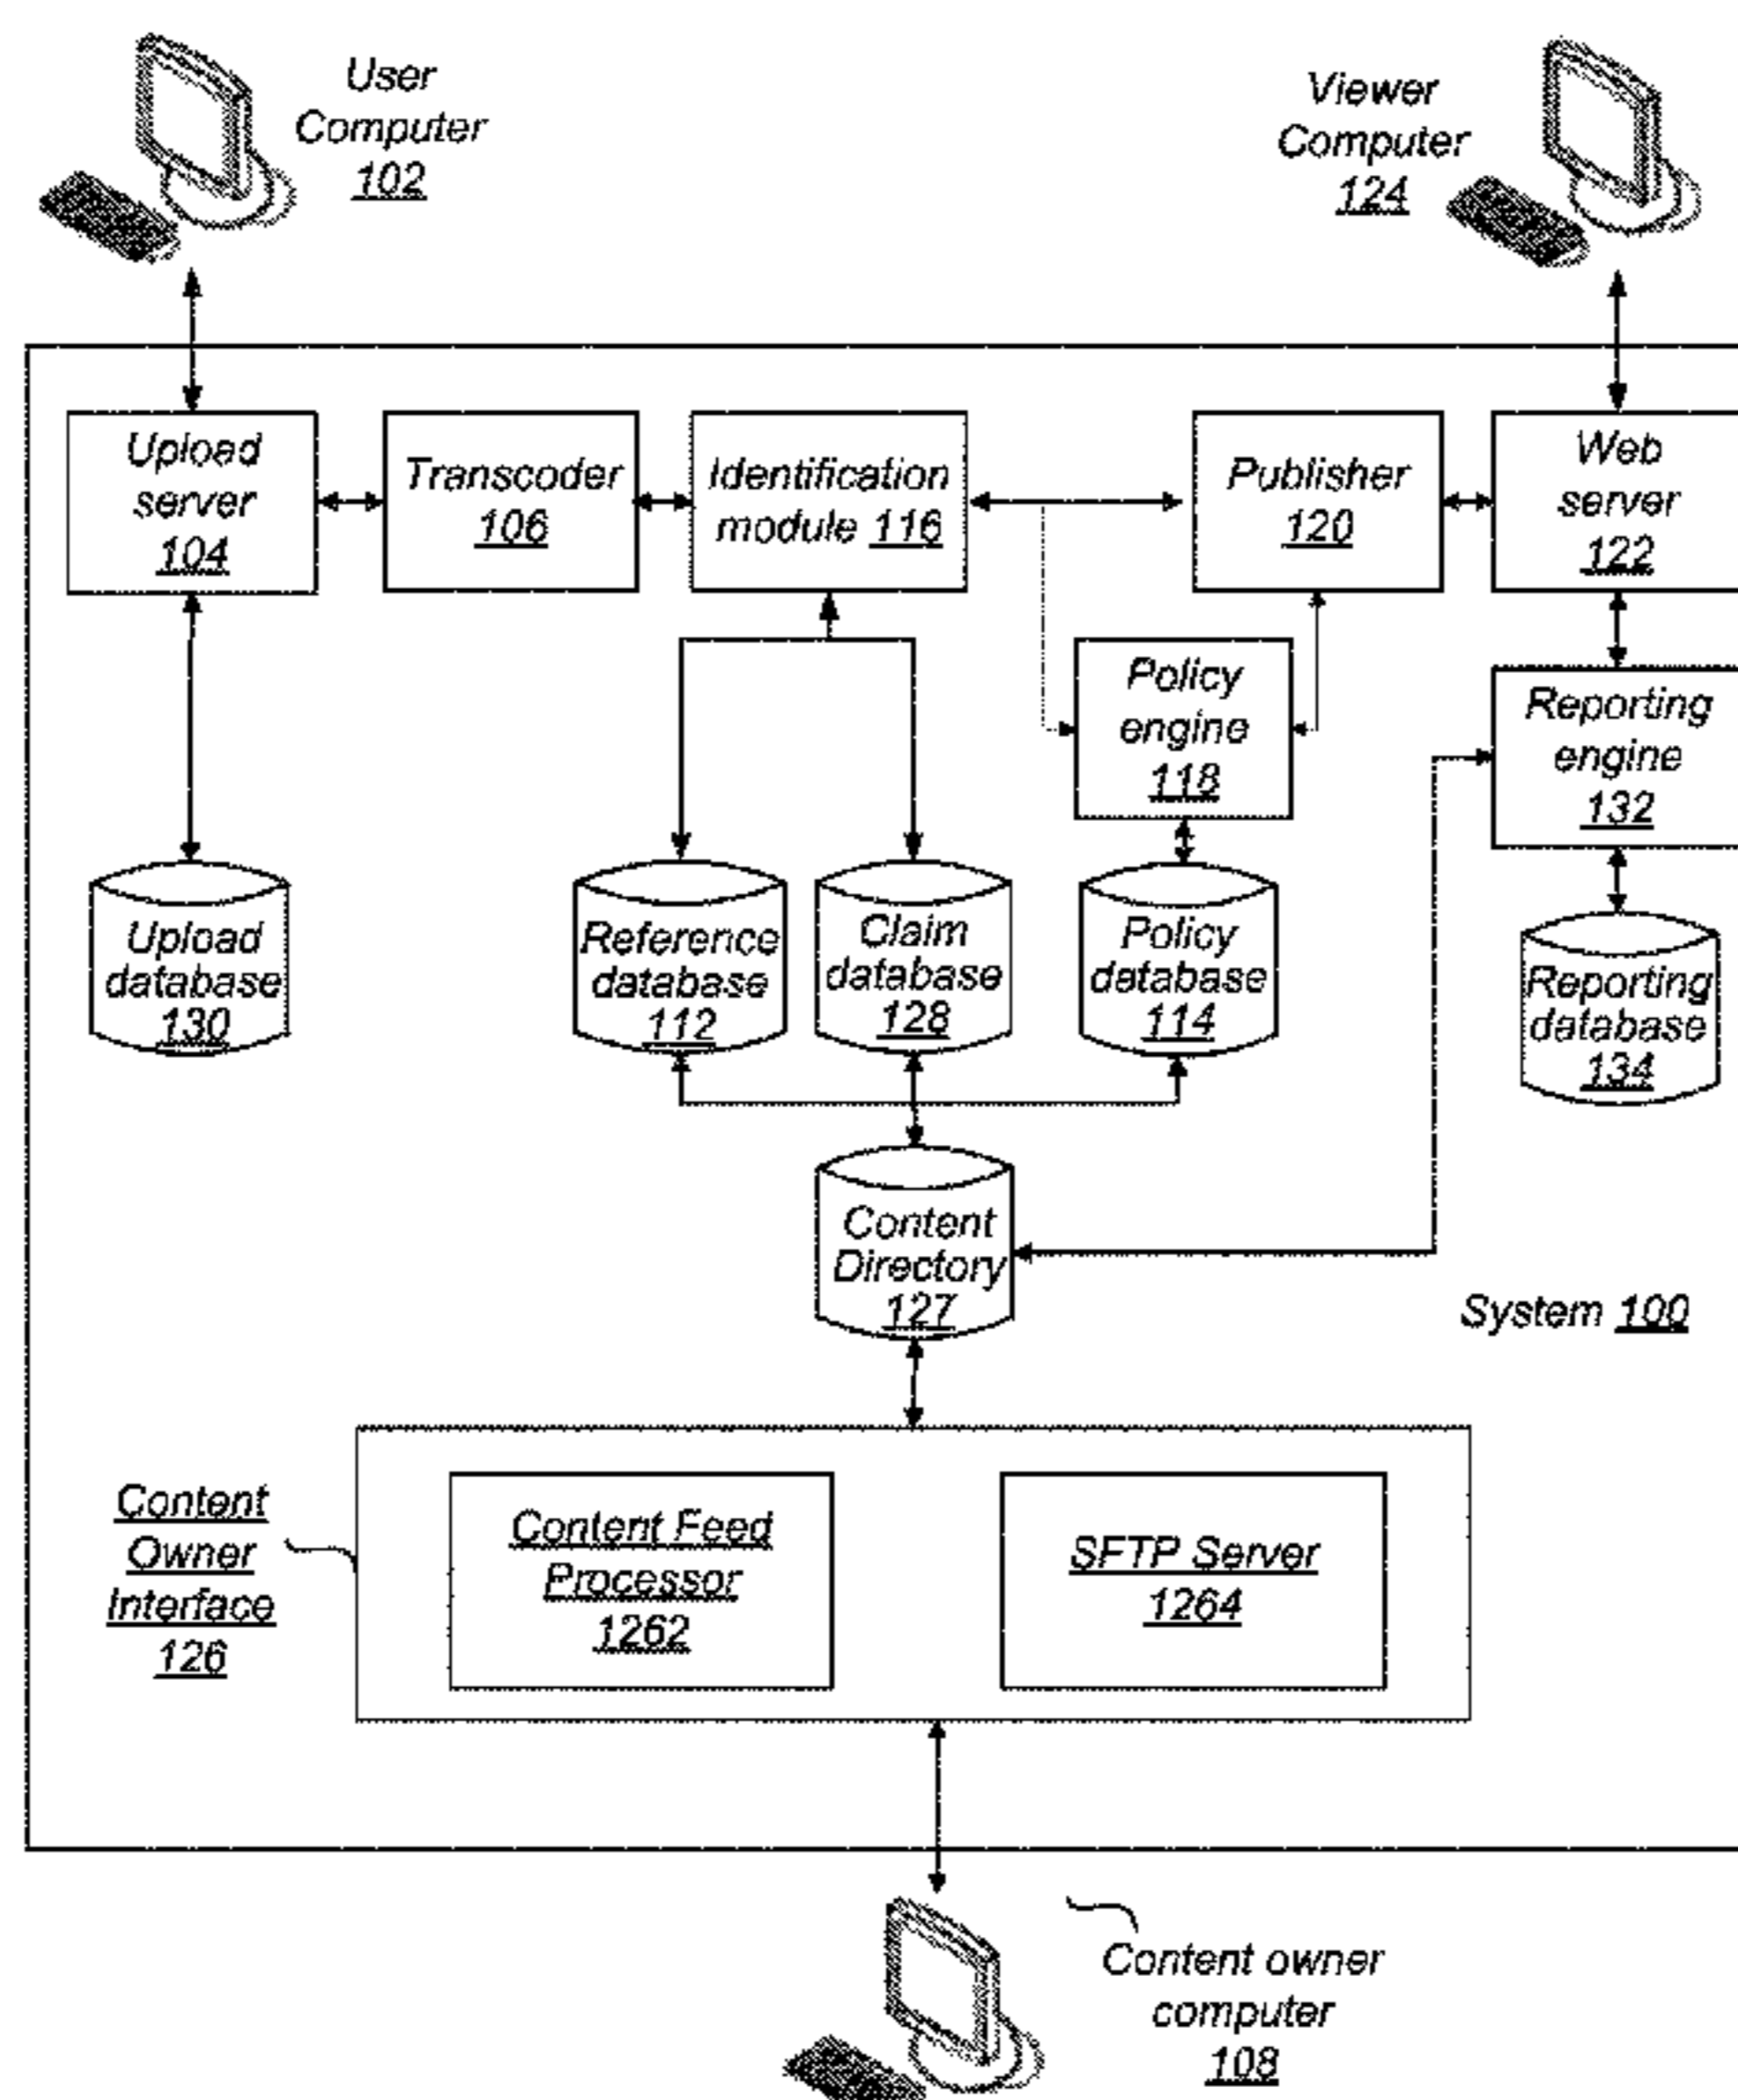 User
Computer
102
Viewer
Computer
124
Upload
server
104
Transcoder
106
Identification
module 116
Publisher
120
Web
server
122
Policy
engine
118
Reporting
engine
132
Upload
database
130
Reference
database
112
Claim
database
128
Policy
database
114
Reporting
database
134
Content
Directory
127
System 100
Content
Owner
Interface
126
Content Feed
Processor
1262
SFTP Server
1264
Content owner
computer
108